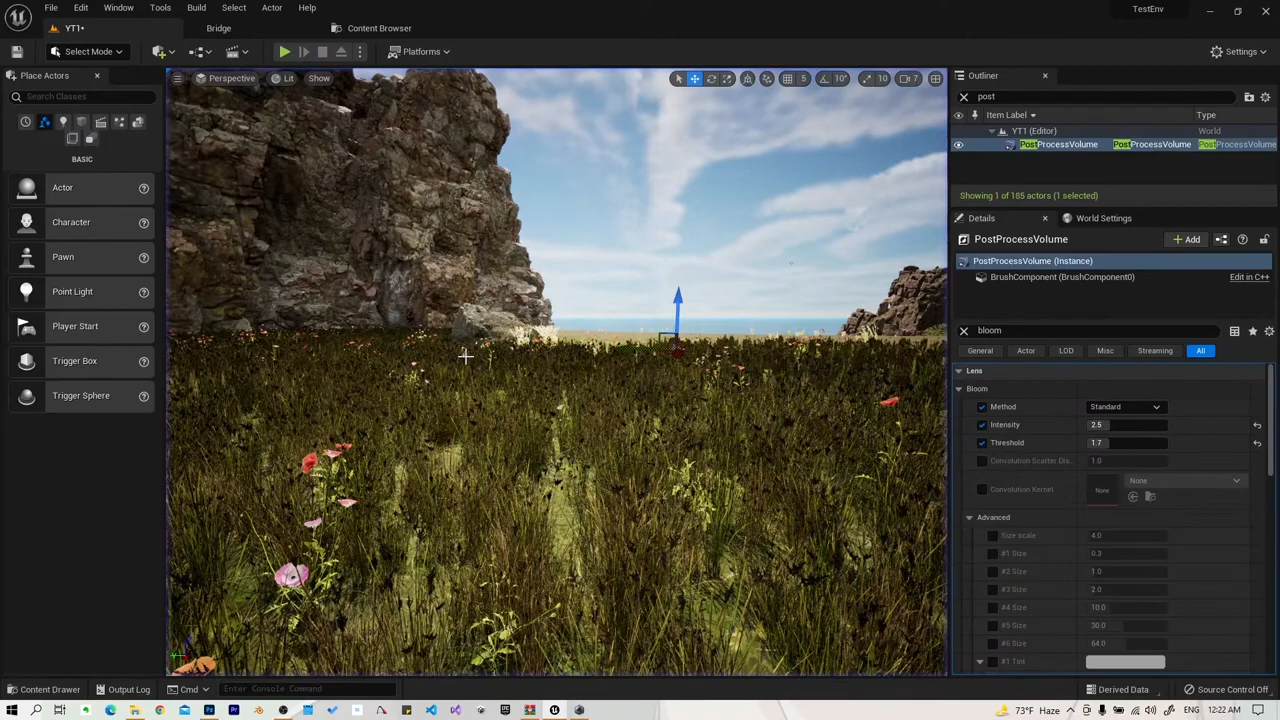 File Edit Window Tools Build Select Actor Help
TestEnv
YT1*
Bridge
Content Browser
Select Mode
Platforms
Settings
Place Actors
Search Classes
BASIC
Actor
Character
Pawn
Point Light
Player Start
Trigger Box
Trigger Sphere
Perspective
Lit
Show
5
10°
10
7
Outliner
post
Item Label
Type
YT1 (Editor)
World
PostProcessVolume
PostProcessVolume
PostProcessVolume
Showing 1 of 185 actors (1 selected)
Details
World Settings
PostProcessVolume
Add
PostProcessVolume (Instance)
BrushComponent (BrushComponent0)
Edit in C++
bloom
General
Actor
LOD
Misc
Streaming
All
Lens
Bloom
Method
Standard
Intensity
2.5
Threshold
1.7
Convolution Scatter Dis...
1.0
Convolution Kernel
None
None
Advanced
Size scale
4.0
#1 Size
0.3
#2 Size
1.0
#3 Size
2.0
#4 Size
10.0
#5 Size
30.0
#6 Size
64.0
#1 Tint
Content Drawer
Output Log
Cmd
Enter Console Command
Derived Data
Source Control Off
73°F Haze
ENG
12:22 AM